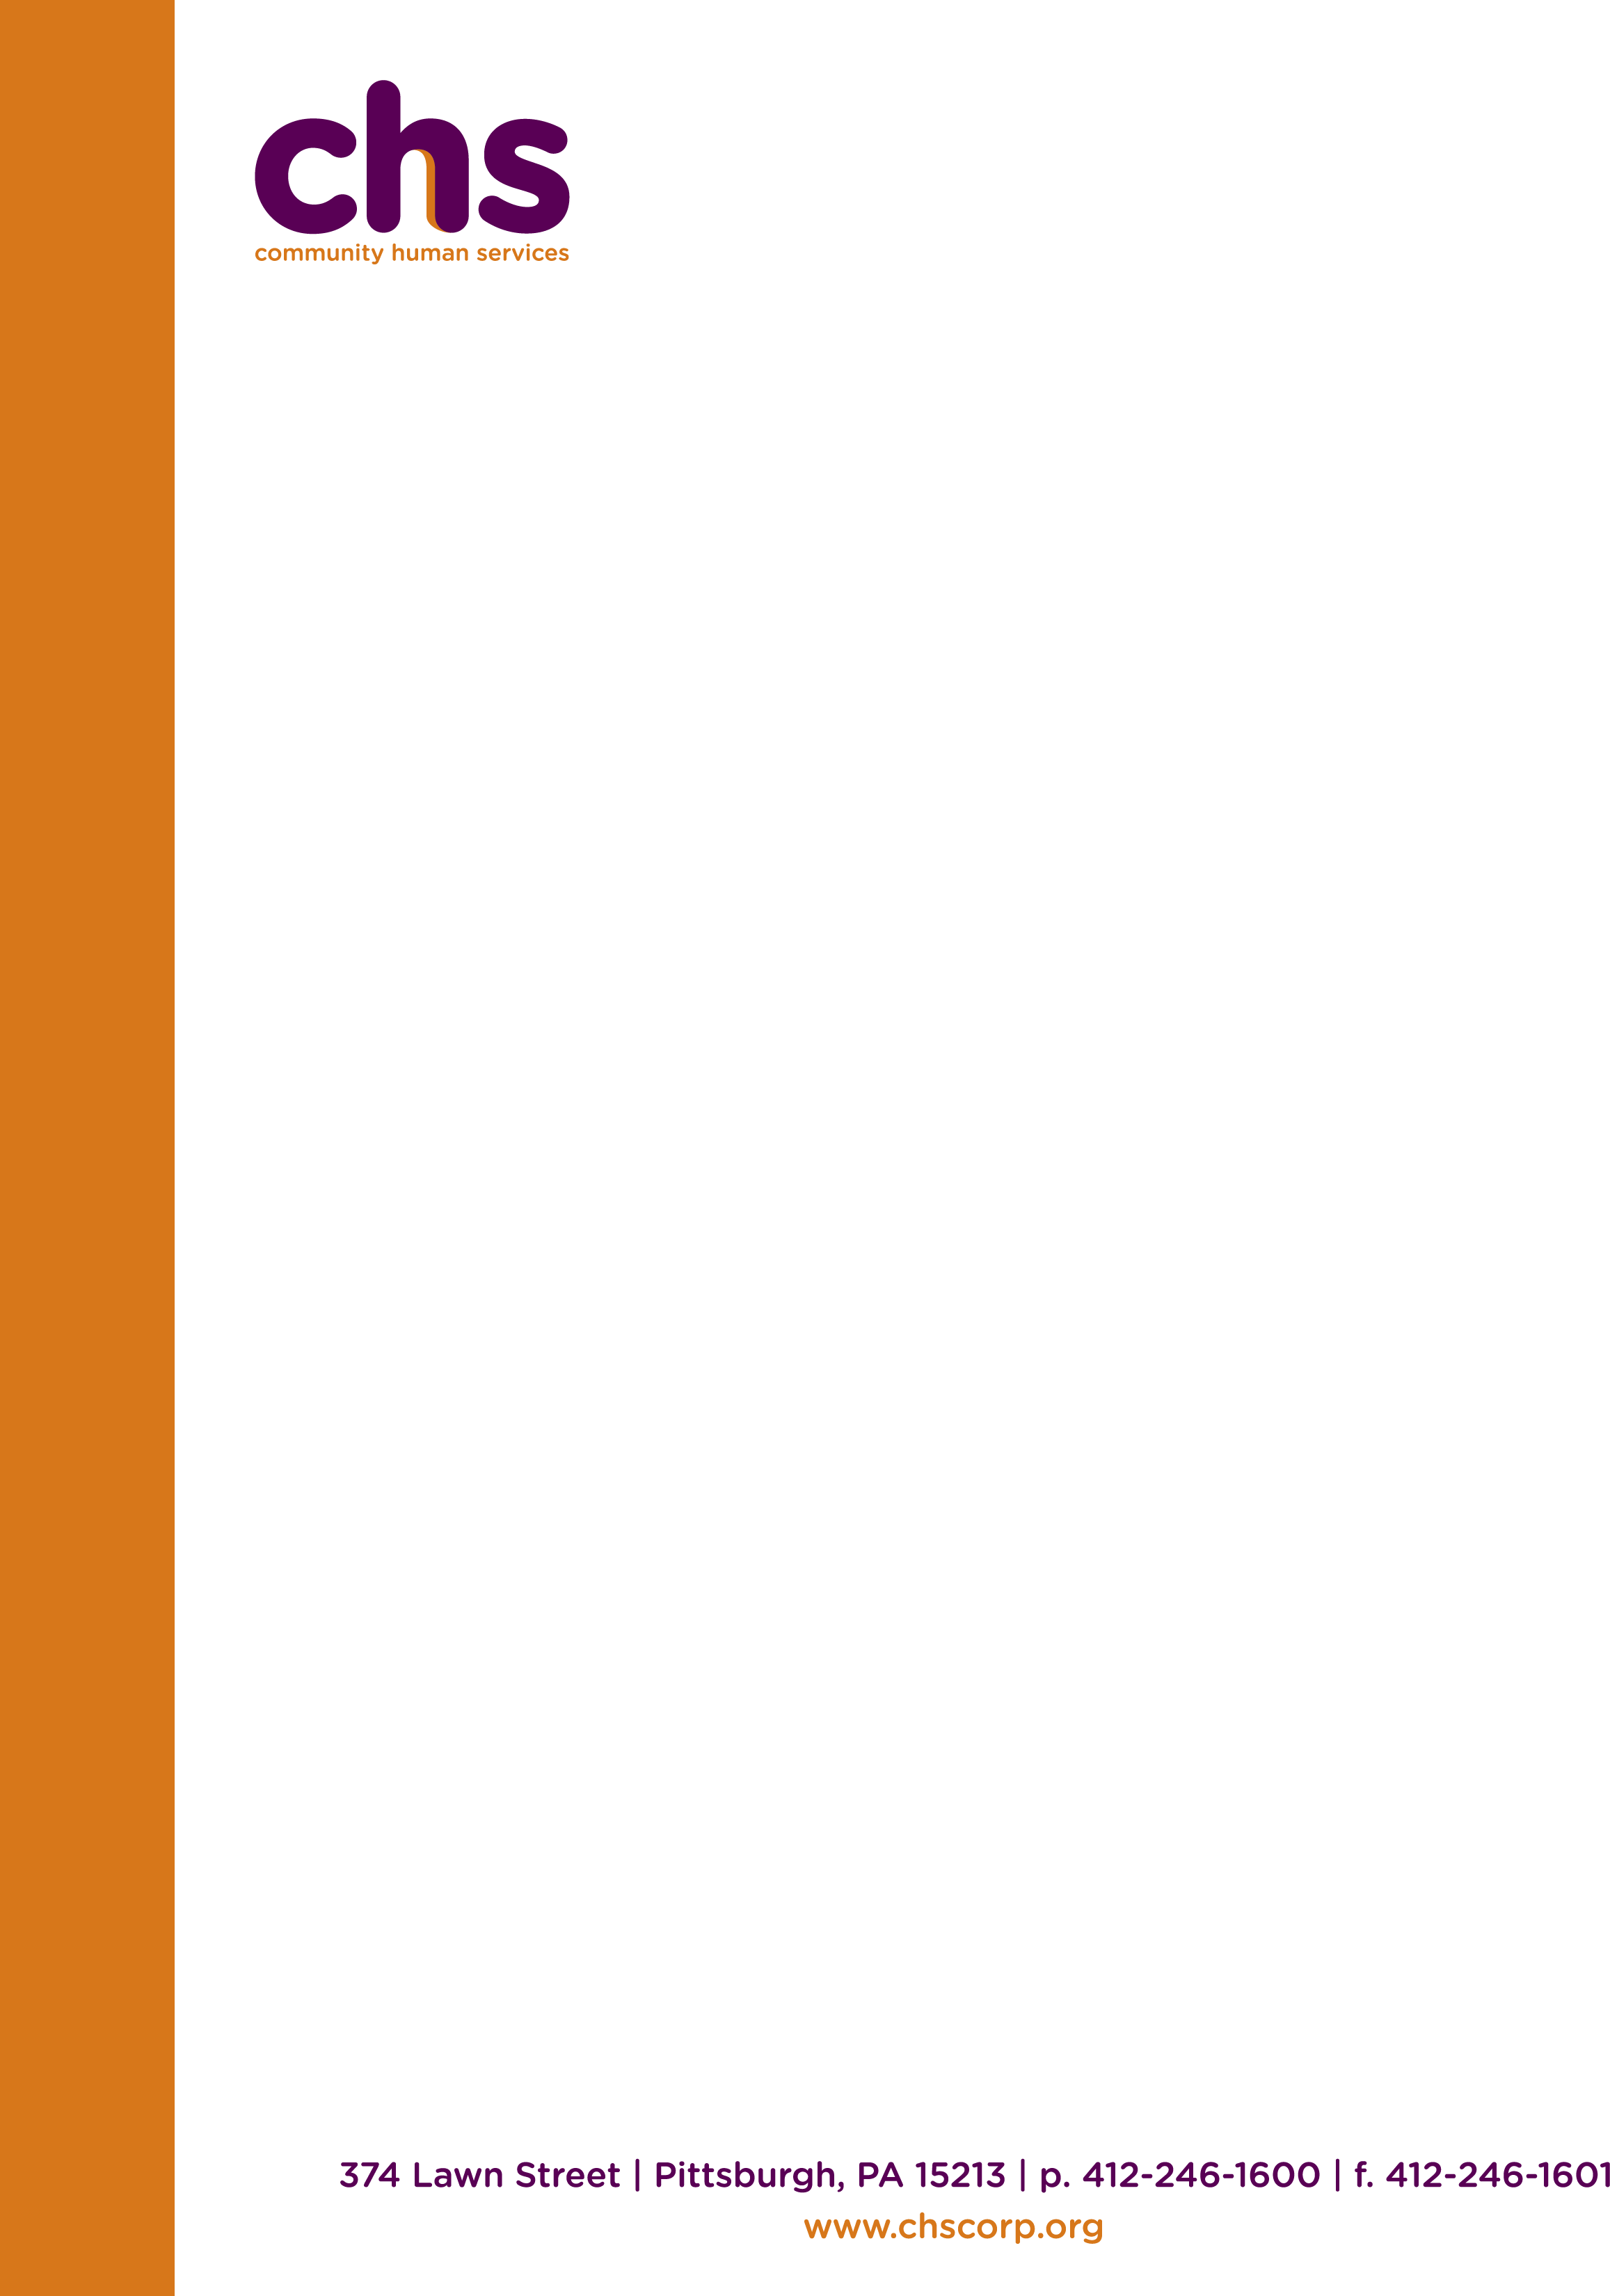 chs
community human services
374 Lawn Street | Pittsburgh, PA 15213 | p. 412-246-1600 | f. 412-246-1601
www.chscorp.org